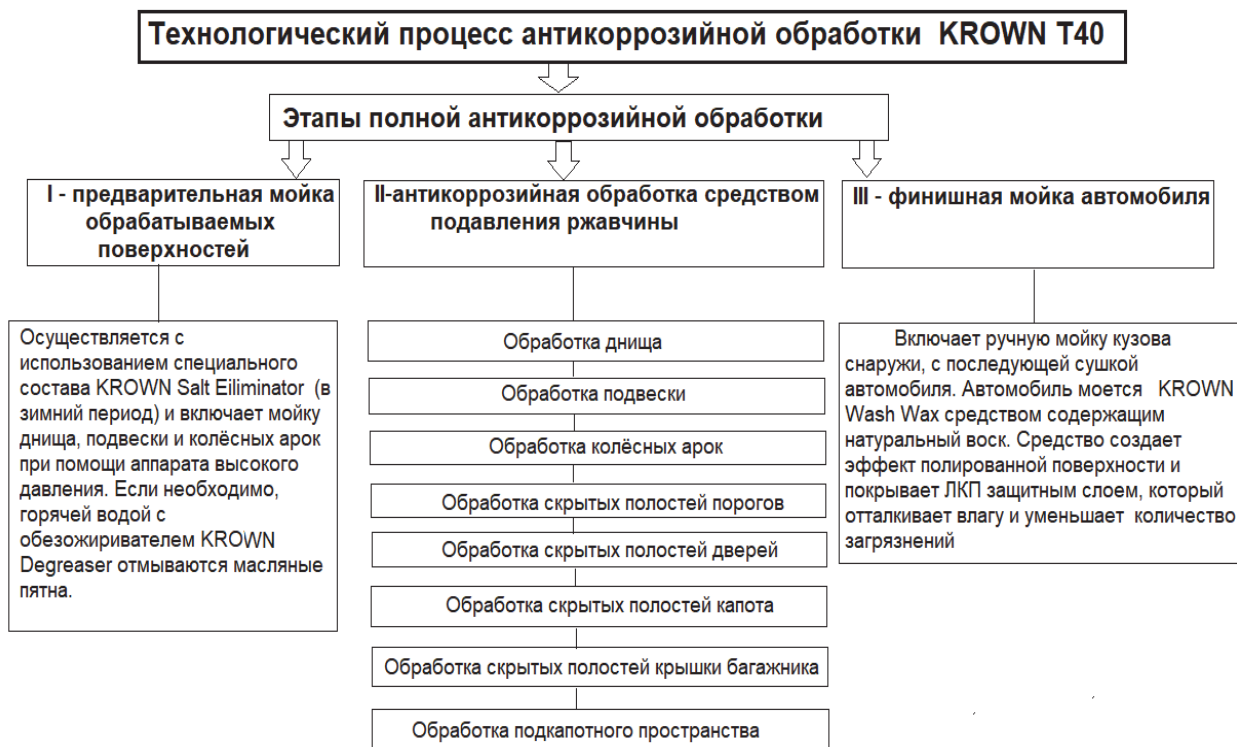 Технологический процесс антикоррозийной обработки KROWN T40
Этапы полной антикоррозийной обработки
I - предварительная мойка
обрабатываемых
поверхностей
Осуществляется с
использованием специального
состава KROWN Salt Eiliminator (в
зимний период) и включает мойку
днища, подвески и колёсных арок
при помощи аппарата высокого
давления. Если необходимо,
горячей водой с
обезожиривателем KROWN
Degreaser отмываются масляные
пятна.
II-антикоррозийная обработка средством
подавления ржавчины
Обработка днища
Обработка подвески
Обработка колёсных арок
Обработка скрытых полостей порогов
Обработка скрытых полостей дверей
Обработка скрытых полостей капота
Обработка скрытых полостей крышки багажника
Обработка подкапотного пространства
III - финишная мойка автомобиля
Включает ручную мойку кузова
снаружи, с последующей сушкой
автомобиля. Автомобиль моется KROWN
Wash Wax средством содержащим
натуральный воск. Средство создает
эффект полированной поверхности и
покрывает ЛКП защитным слоем, который
отталкивает влагу и уменьшает количество
загрязнений